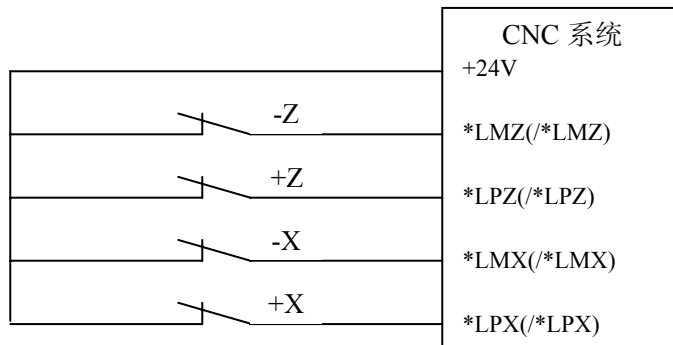 CNC 系统
+24V
-Z
*LMZ(/*LMZ)
+Z
*LPZ(/*LPZ)
-X
*LMX(/*LMX)
+X
*LPX(/*LPX)